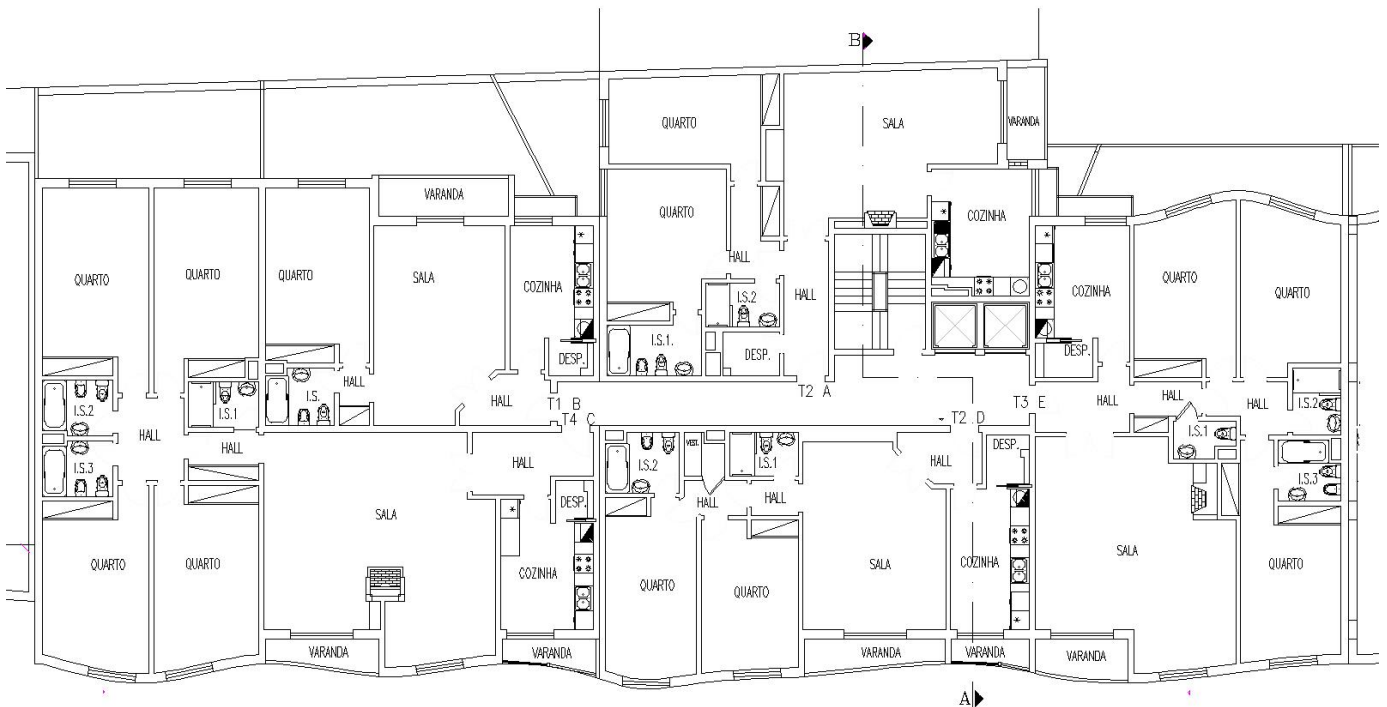 B
QUARTO
SALA
VARANDA
VARANDA
QUARTO
COZINHA
QUARTO
QUARTO
QUARTO
SALA
COZINHA
HALL
HALL
I.S.2
COZINHA
QUARTO
QUARTO
DESP.
I.S.1.
DESP.
DESP.
I.S.2
I.S.1
I.S.
HALL
HALL
T1 B
T4 C
T2 A
T2 D
T3 E
HALL
HALL
HALL
I.S.2
I.S.1
HALL
HALL
I.S.3
HALL
I.S.2
VEST.
I.S.1
HALL
DESP.
I.S.3
DESP.
HALL
HALL
SALA
QUARTO
QUARTO
COZINHA
QUARTO
QUARTO
SALA
COZINHA
SALA
QUARTO
VARANDA
VARANDA
VARANDA
VARANDA
VARANDA
A